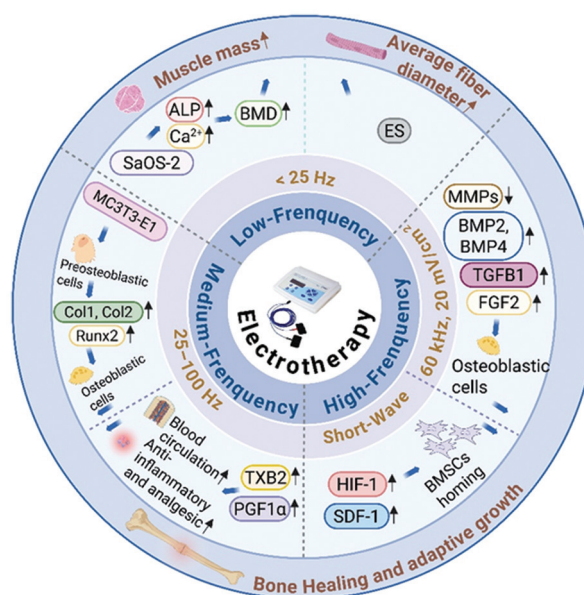 Muscle mass↑
Average fiber
diameter↑
ALP↑
Ca²⁺↑
BMD↑
SaOS-2
ES
< 25 Hz
Low-Frenquency
MC3T3-E1
Preosteoblastic
cells
Col1, Col2↑
Runx2↑
Osteoblastic
cells
Medium-Frenquency
25–100 Hz
Electrotherapy
High-Frenquency
60 kHz, 20 mV/cm²
Short-Wave
MMPs↓
BMP2,
BMP4↑
TGFB1↑
FGF2↑
Osteoblastic
cells
Blood
circulation↑
Anti-
inflammatory
and analgesic↑
TXB2↑
PGF1α↑
HIF-1↑
SDF-1↑
BMSCs
homing
Bone Healing and adaptive growth